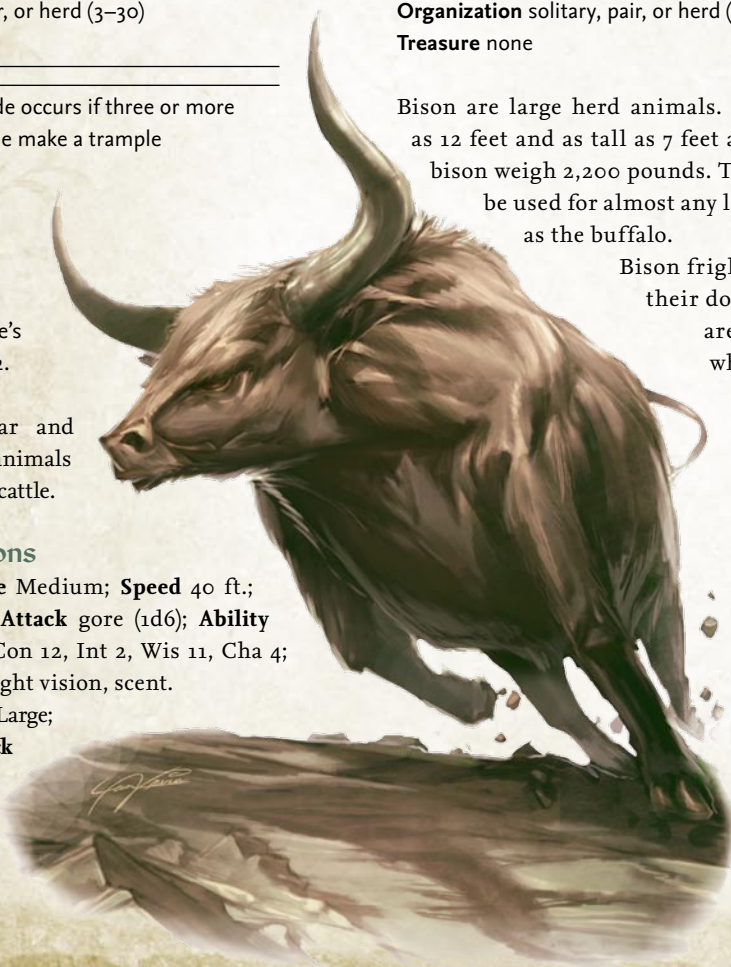 r, or herd (3–30)
de occurs if three or more
e make a trample
e's
2.
ar and
animals
cattle.
ons
e Medium; Speed 40 ft.;
Attack gore (1d6); Ability
Con 12, Int 2, Wis 11, Cha 4;
ght vision, scent.
Large;
ck
Organization solitary, pair, or herd (
Treasure none
Bison are large herd animals.
as 12 feet and as tall as 7 feet a
bison weigh 2,200 pounds. T
be used for almost any l
as the buffalo.
Bison frigh
their do
are
wh